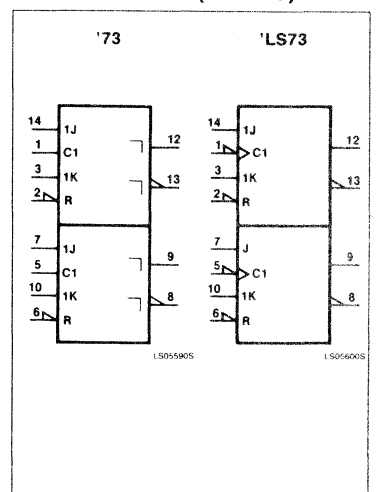 '73
'LS73
14 1J 12
1 C1
3 1K 13
2 R
7 1J 9
5 C1
10 1K 8
6 R
LS05590S
14 1J 12
1 C1
3 1K 13
2 R
7 J 9
5 C1
10 1K 8
6 R
LS05600S